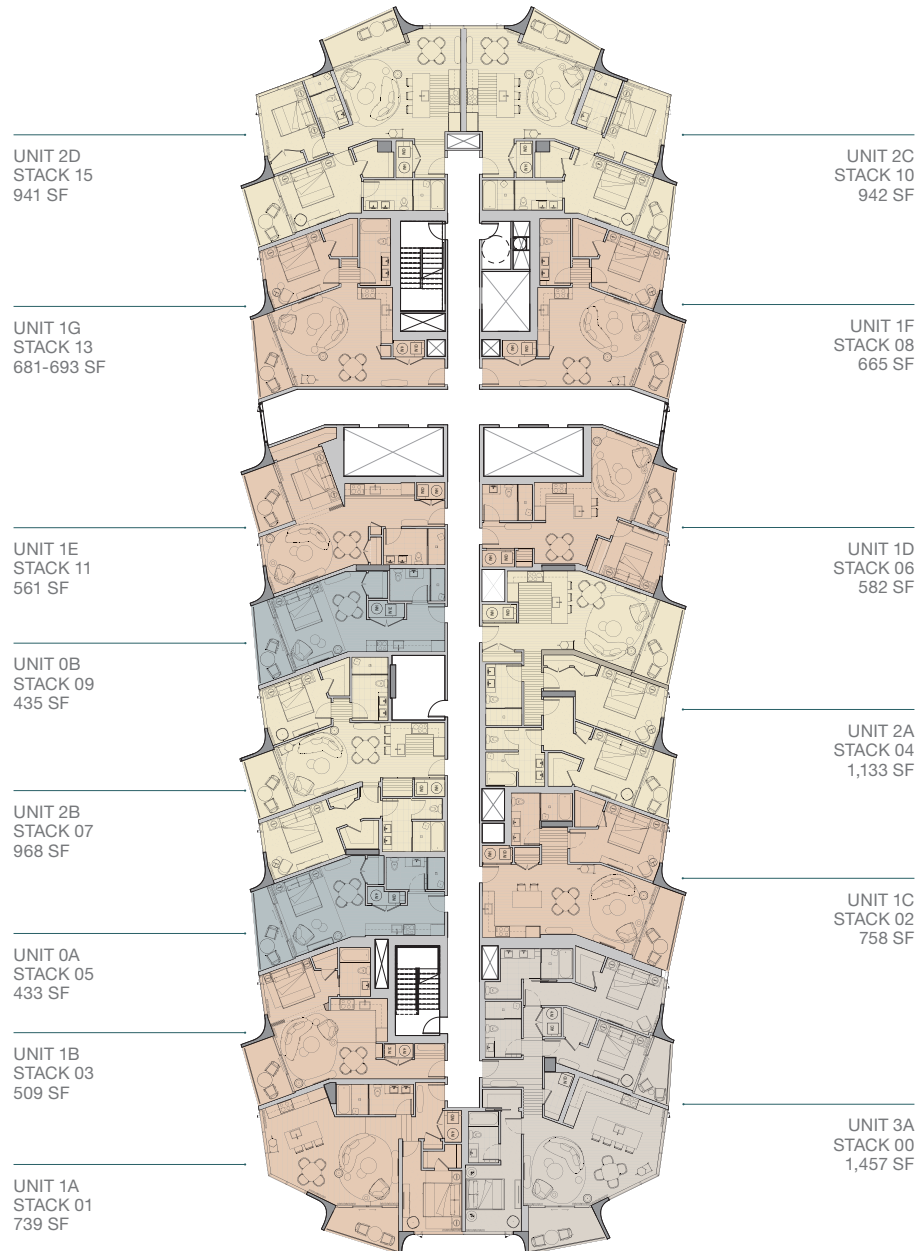 UNIT 2D
STACK 15
941 SF
UNIT 2C
STACK 10
942 SF
UNIT 1G
STACK 13
681-693 SF
UNIT 1F
STACK 08
665 SF
UNIT 1E
STACK 11
561 SF
UNIT 1D
STACK 06
582 SF
UNIT 0B
STACK 09
435 SF
UNIT 2A
STACK 04
1,133 SF
UNIT 2B
STACK 07
968 SF
UNIT 1C
STACK 02
758 SF
UNIT 0A
STACK 05
433 SF
UNIT 1B
STACK 03
509 SF
UNIT 3A
STACK 00
1,457 SF
UNIT 1A
STACK 01
739 SF